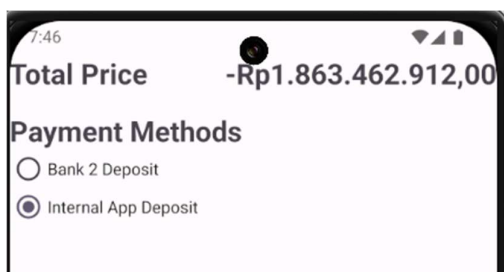 7:46
Total Price -Rp1.863.462.912,00
Payment Methods
Bank 2 Deposit
Internal App Deposit